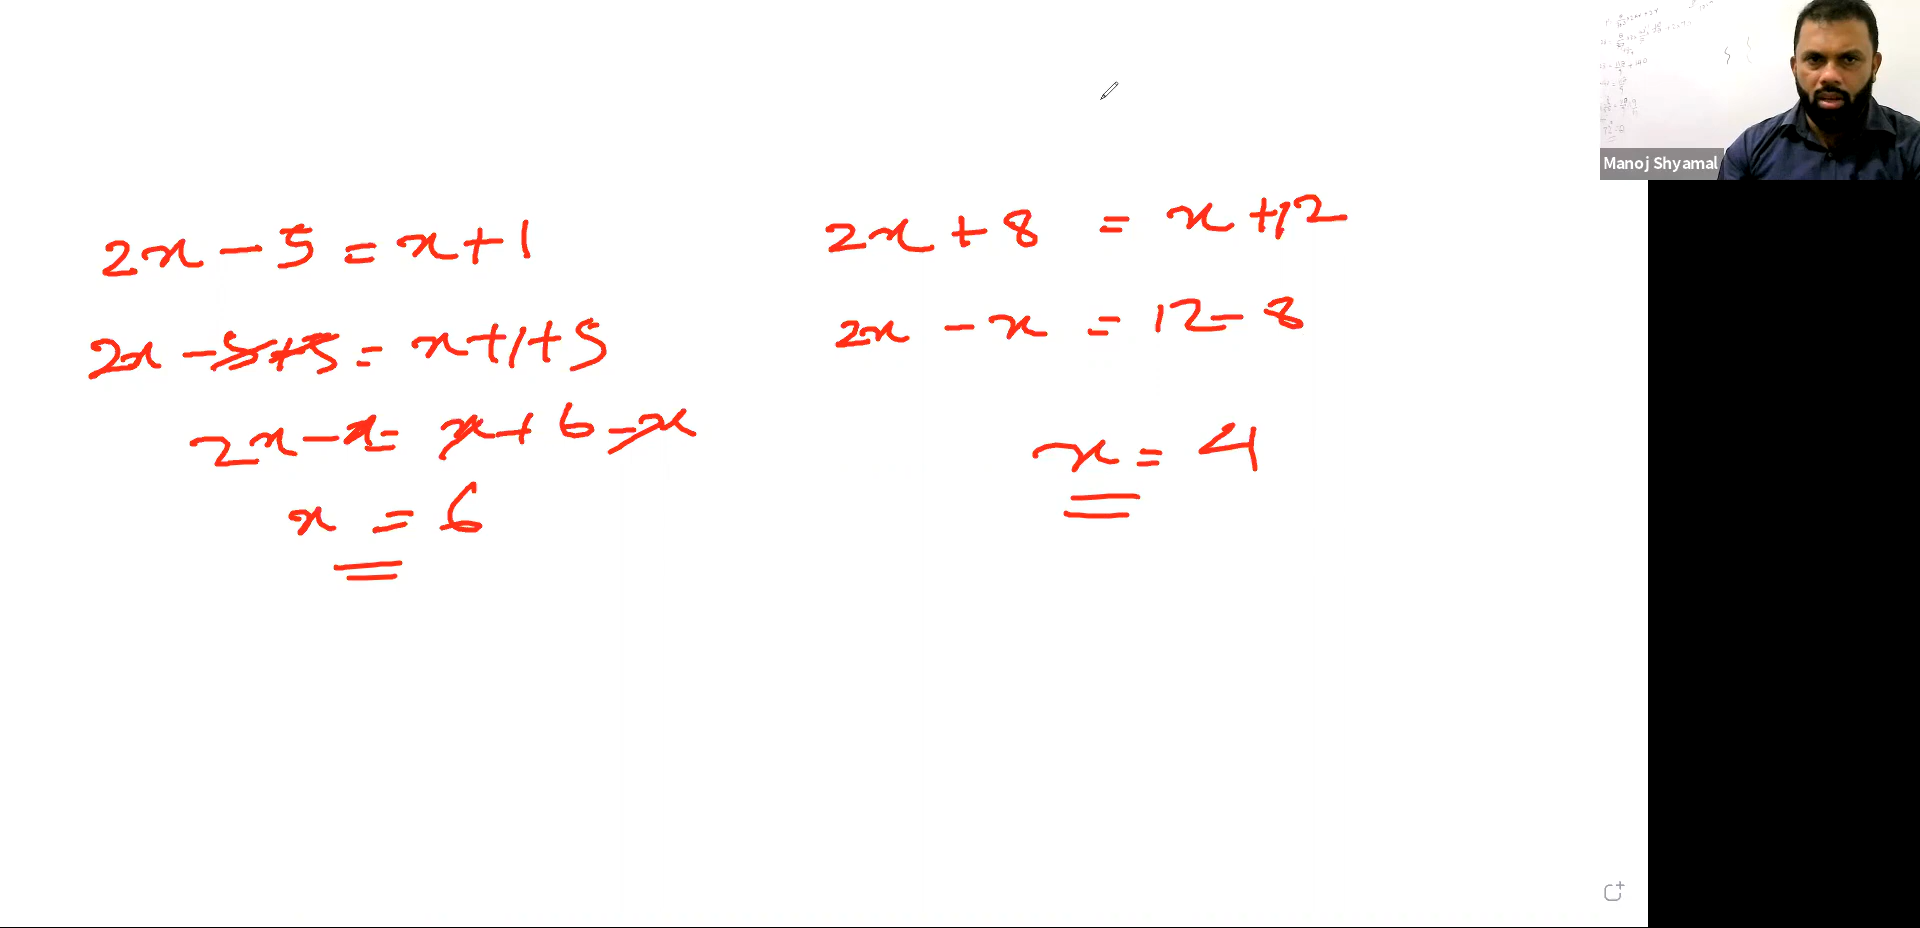 2x - 5 = x + 1
2x - 5 + 5 = x + 1 + 5
2x - x = x + 6 - x
x = 6
2x + 8 = x + 12
2x - x = 12 - 8
x = 4
Manoj Shyamal